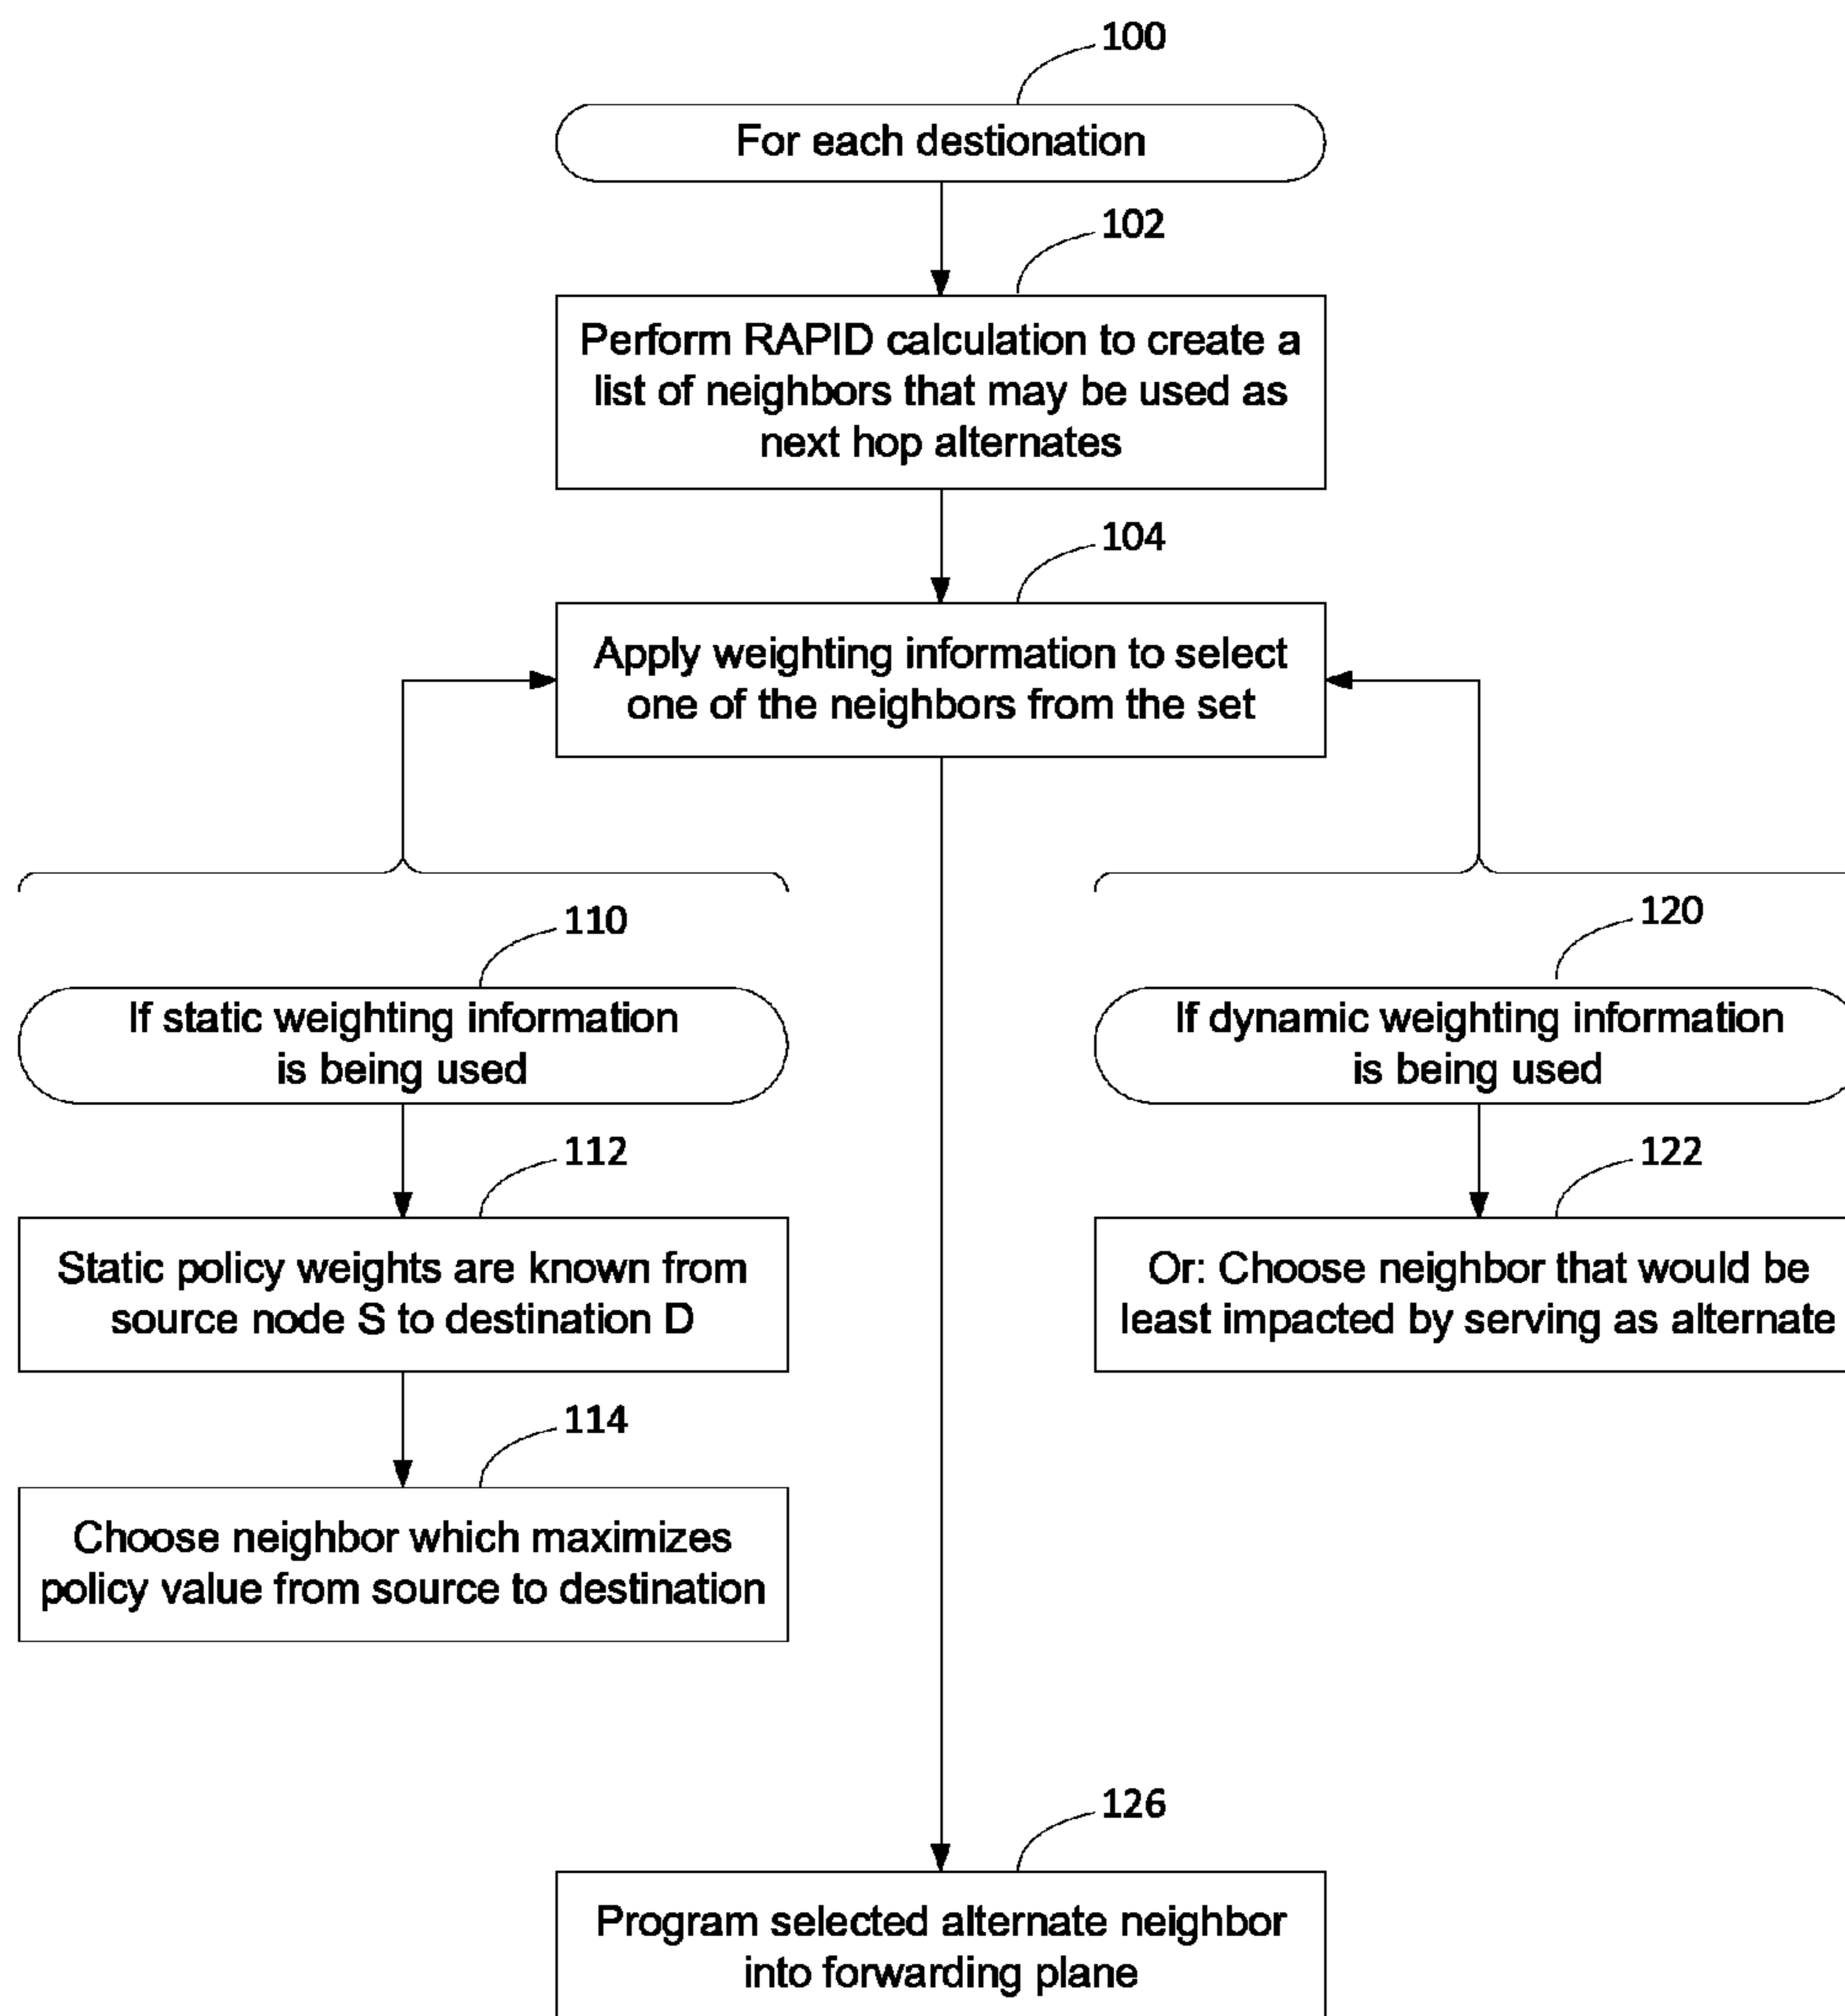 100
For each destionation
102
Perform RAPID calculation to create a
list of neighbors that may be used as
next hop alternates
104
Apply weighting information to select
one of the neighbors from the set
110
If static weighting information
is being used
112
Static policy weights are known from
source node S to destination D
114
Choose neighbor which maximizes
policy value from source to destination
120
If dynamic weighting information
is being used
122
Or: Choose neighbor that would be
least impacted by serving as alternate
126
Program selected alternate neighbor
into forwarding plane